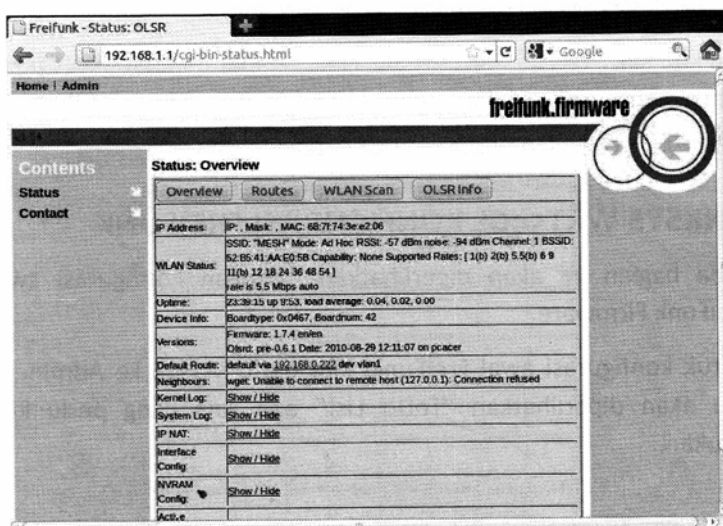 Freifunk - Status: OLSR
192.168.1.1/cgi-bin-status.html
Google
Home | Admin
freifunk.firmware
Contents
Status
Contact
Status: Overview
Overview Routes WLAN Scan OLSR Info
IP Address: IP: , Mask: , MAC: 68:7f:74:3e:e2:06
WLAN Status: SSID: "MESH" Mode: Ad Hoc RSSI: -57 dBm noise: -94 dBm Channel: 1 BSSID:
52:B5:41:AA:E0:5B Capability: None Supported Rates: [ 1(b) 2(b) 5.5(b) 6 9
11(b) 12 18 24 36 48 54 ]
rate is 5.5 Mbps auto
Uptime: 23:39:15 up 9:53, load average: 0.04, 0.02, 0.00
Device Info: Boardtype: 0x0467, Boardnum: 42
Versions: Firmware: 1.7.4 en/en
Olsrd: pre-0.6.1 Date: 2010-08-29 12:11:07 on pcacer
Default Route: default via 192.168.0.222 dev vlan1
Neighbours: wget: Unable to connect to remote host (127.0.0.1): Connection refused
Kernel Log: Show / Hide
System Log: Show / Hide
IP NAT: Show / Hide
Interface Config: Show / Hide
NVRAM Config: Show / Hide
Active